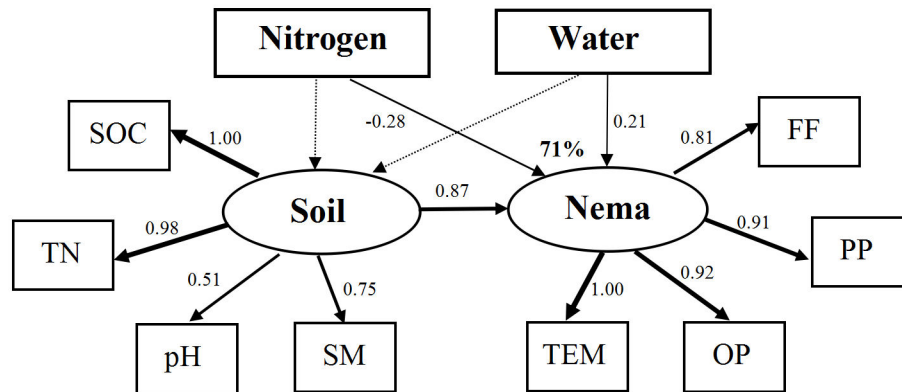 Nitrogen
Water
SOC
1.00
-0.28
0.21
0.81
FF
71%
Soil
0.87
Nema
TN
0.98
0.91
PP
0.51
0.75
1.00
0.92
pH
SM
TEM
OP